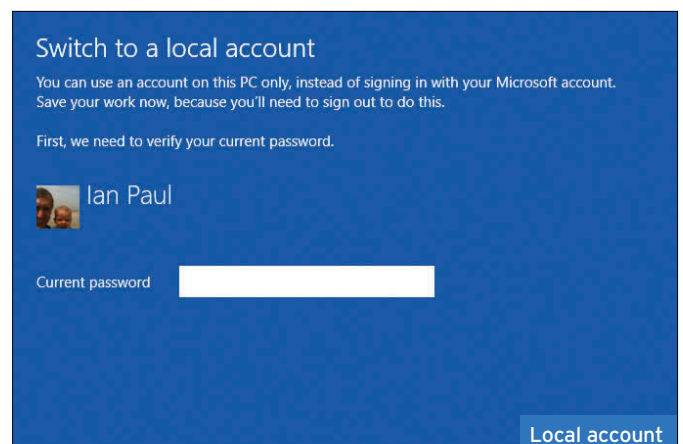 Switch to a local account
You can use an account on this PC only, instead of signing in with your Microsoft account.
Save your work now, because you'll need to sign out to do this.
First, we need to verify your current password.
Ian Paul
Current password
Local account